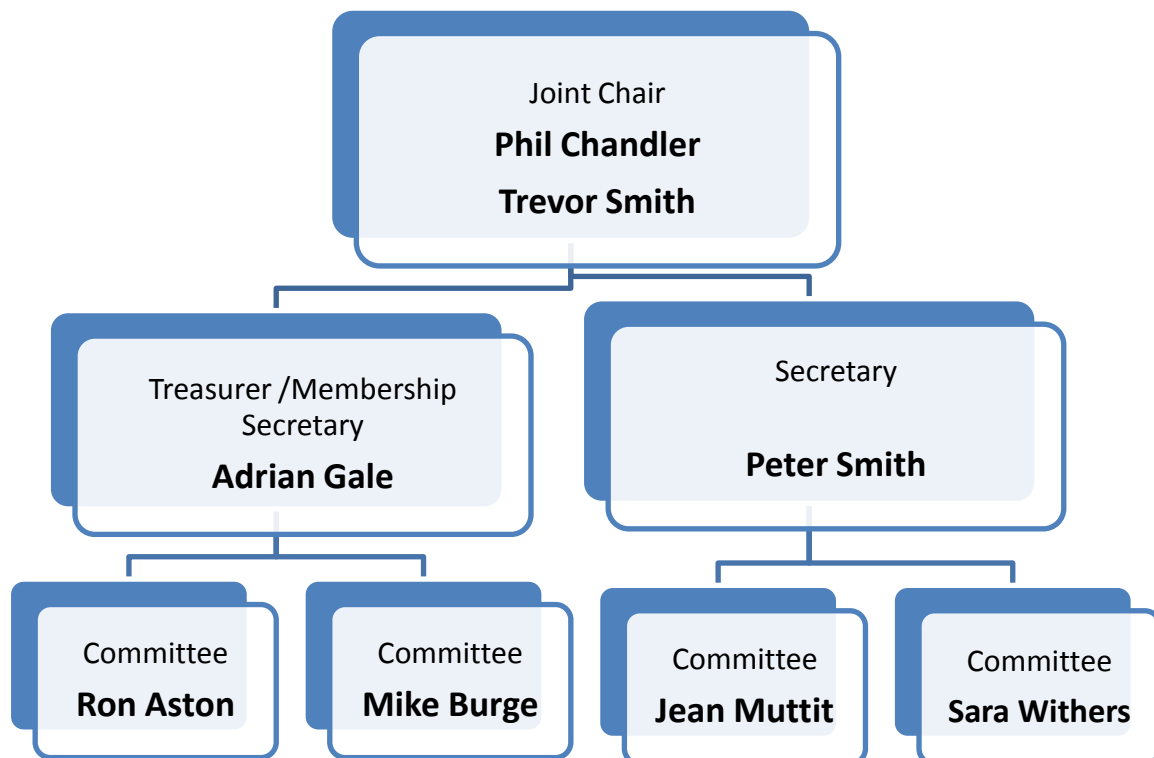 Joint Chair
Phil Chandler
Trevor Smith
Treasurer /Membership
Secretary
Adrian Gale
Secretary
Peter Smith
Committee
Ron Aston
Committee
Mike Burge
Committee
Jean Muttit
Committee
Sara Withers